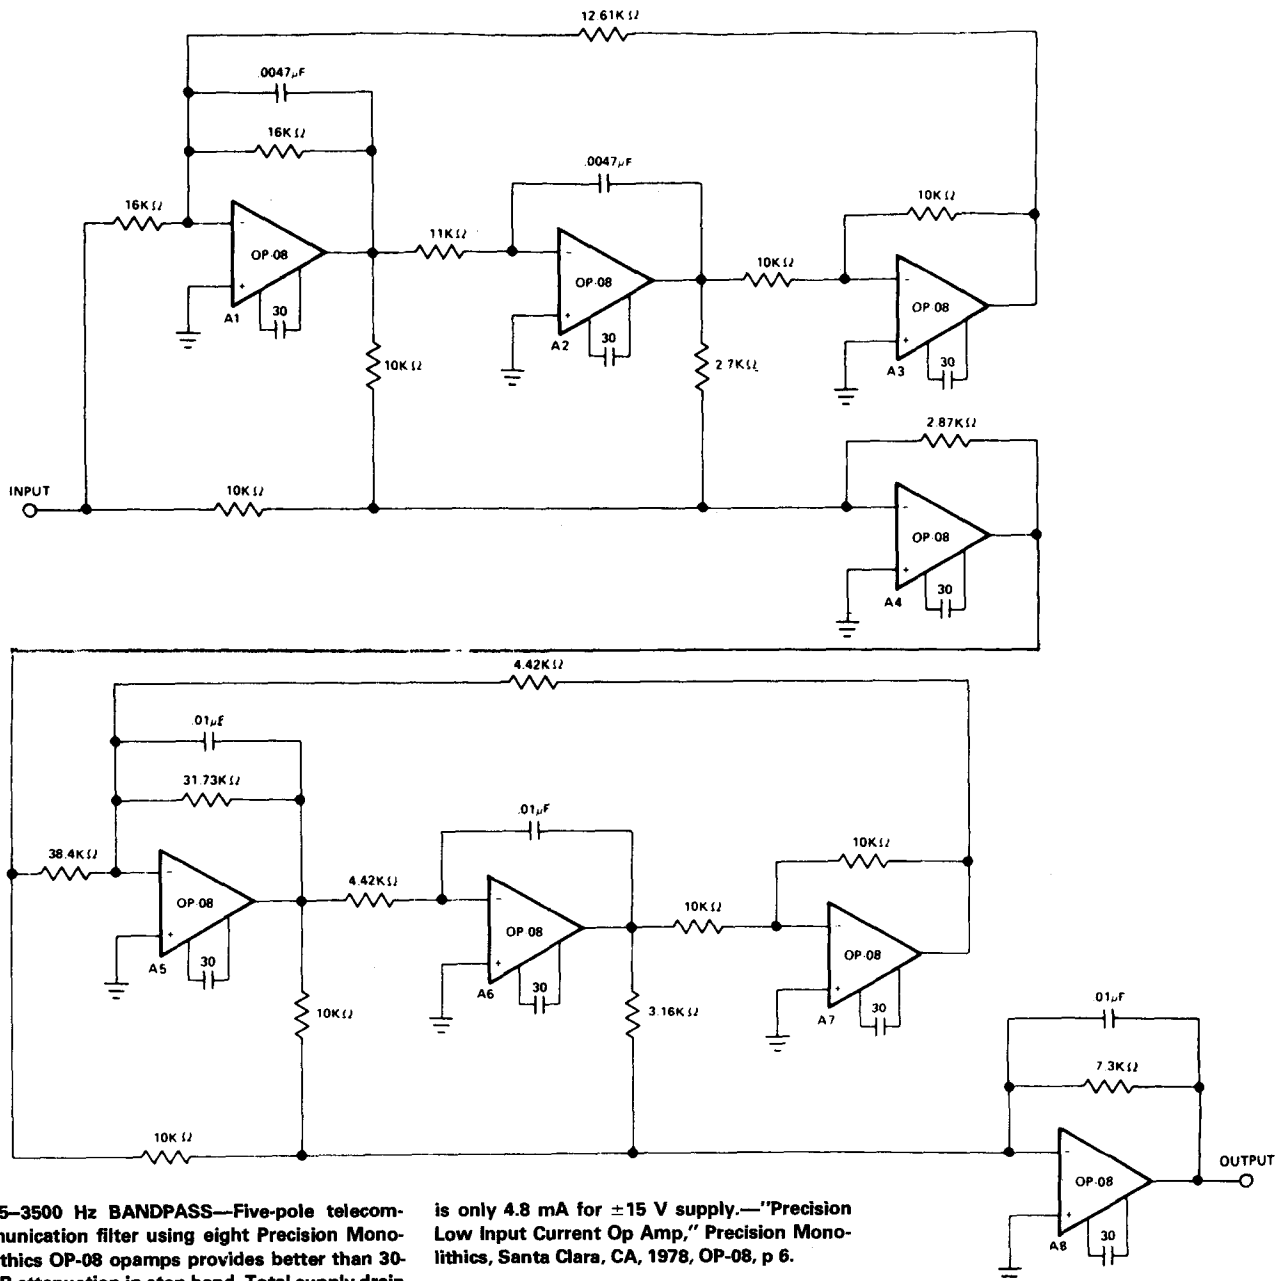 12.61KΩ
.0047μF
16KΩ
.0047μF
16KΩ
10KΩ
11KΩ
OP-08
10KΩ
OP-08
OP-08
30
A1
30
A2
10KΩ
2.7KΩ
30
A3
2.87KΩ
INPUT
10KΩ
OP-08
30
A4
4.42KΩ
.01μF
31.73KΩ
.01μF
38.4KΩ
10KΩ
4.42KΩ
OP-08
10KΩ
OP-08
OP-08
30
A5
30
A6
10KΩ
3.16KΩ
30
A7
.01μF
7.3KΩ
10KΩ
OUTPUT
OP-08
30
A8
5–3500 Hz BANDPASS—Five-pole telecom-
munication filter using eight Precision Mono-
lithics OP-08 opamps provides better than 30-
attenuation in stop band. Total supply drain
is only 4.8 mA for ±15 V supply.—"Precision
Low Input Current Op Amp," Precision Mono-
lithics, Santa Clara, CA, 1978, OP-08, p 6.